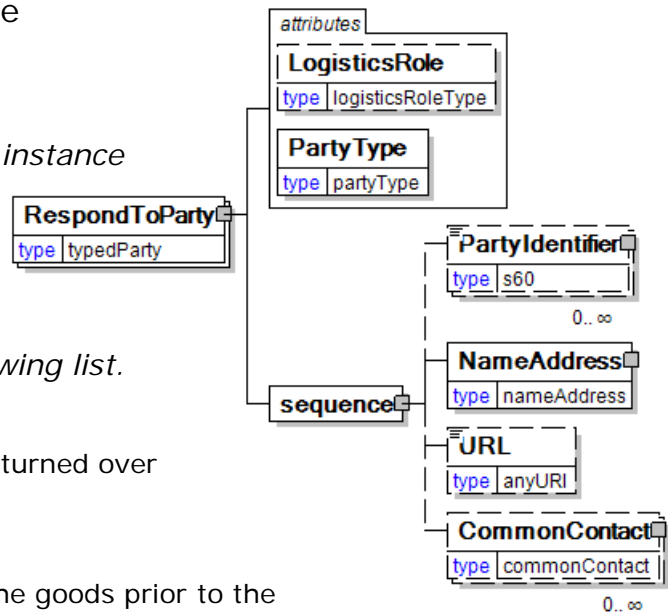 e
attributes
LogisticsRole
type logisticsRoleType
instance
PartyType
type partyType
RespondToParty
type typedParty
PartyIdentifier
type s60
0.. ∞
wing list.
NameAddress
type nameAddress
sequence
turned over
URL
type anyURI
CommonContact
type commonContact
ne goods prior to the
0.. ∞